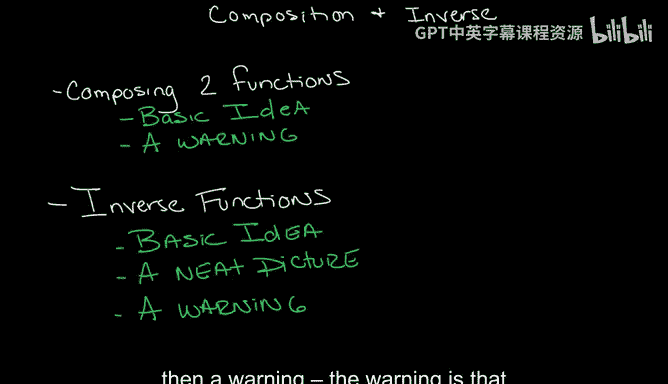 Composition + Inverse
GPT中英字幕课程资源 bilibili
- Composing 2 functions
- Basic Idea
- A WARNING
- Inverse Functions
- BASIC IDEA
- A NEAT PICTURE
- A WARNING
then a warning – the warning is that